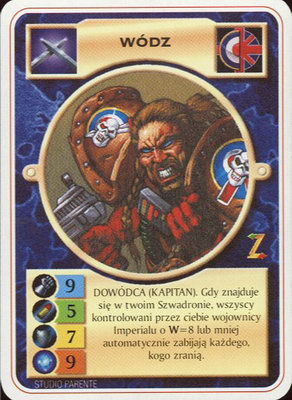 WÓDZ
Z
9
5
7
9
DOWÓDCA (KAPITAN). Gdy znajduje
się w twoim Szwadronie, wszyscy
kontrolowani przez ciebie wojownicy
Imperialu o W=8 lub mniej
automatycznie zabijają każdego,
kogo zranią.
STUDIO PARENTE